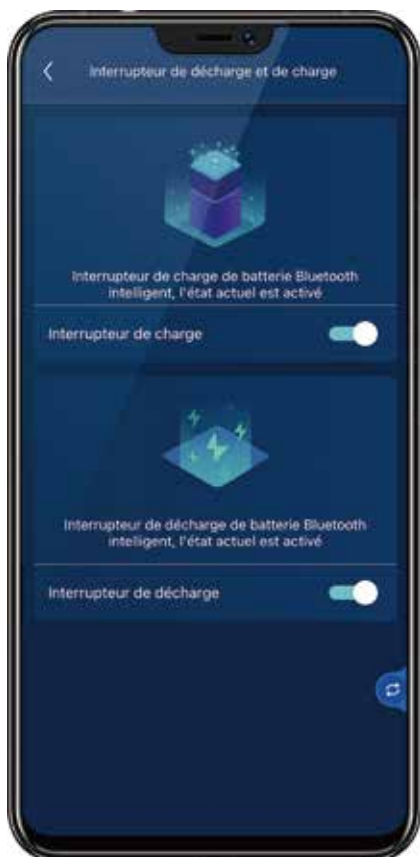 Interrupteur de décharge et de charge
Interrupteur de charge de batterie Bluetooth
intelligent, l'état actuel est activé
Interrupteur de charge
Interrupteur de décharge de batterie Bluetooth
intelligent, l'état actuel est activé
Interrupteur de décharge